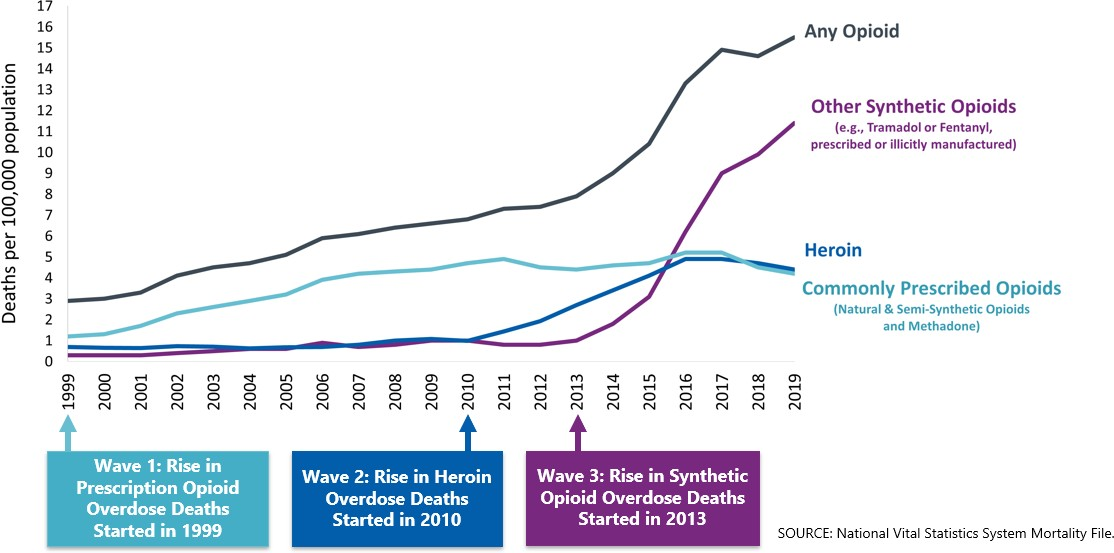 Deaths per 100,000 population
17
16
15
14
13
12
11
10
9
8
7
6
5
4
3
2
1
0
Any Opioid
Other Synthetic Opioids
(e.g., Tramadol or Fentanyl,
prescribed or illicitly manufactured)
Heroin
Commonly Prescribed Opioids
(Natural & Semi-Synthetic Opioids
and Methadone)
1999
2000
2001
2002
2003
2004
2005
2006
2007
2008
2009
2010
2011
2012
2013
2014
2015
2016
2017
2018
2019
Wave 1: Rise in
Prescription Opioid
Overdose Deaths
Started in 1999
Wave 2: Rise in Heroin
Overdose Deaths
Started in 2010
Wave 3: Rise in Synthetic
Opioid Overdose Deaths
Started in 2013
SOURCE: National Vital Statistics System Mortality File.